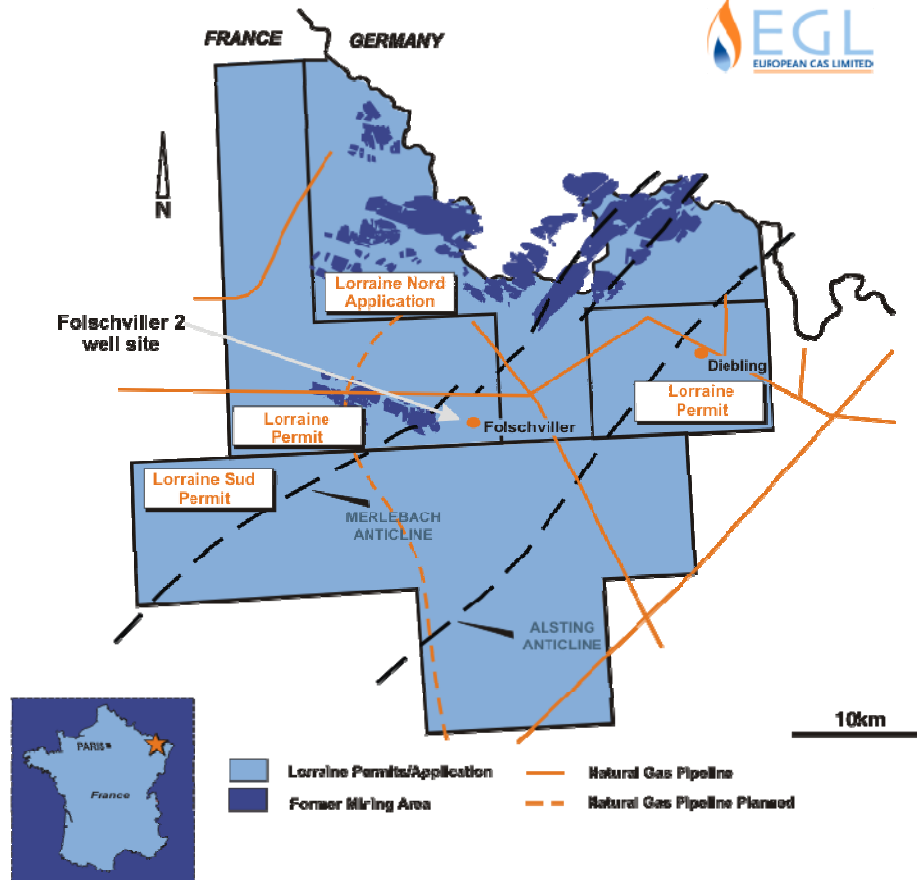 FRANCE
GERMANY
EGL
EUROPEAN CAS LIMITED
N
Lorraine Nord
Application
Folschviller 2
well site
Diebling
Lorraine
Permit
Lorraine
Permit
Folschviller
Lorraine Sud
Permit
MERLEBACH
ANTICLINE
ALSTING
ANTICLINE
10km
PARIS
France
Lorraine Permits/Application
Natural Gas Pipeline
Former Mining Area
Natural Gas Pipeline Planned